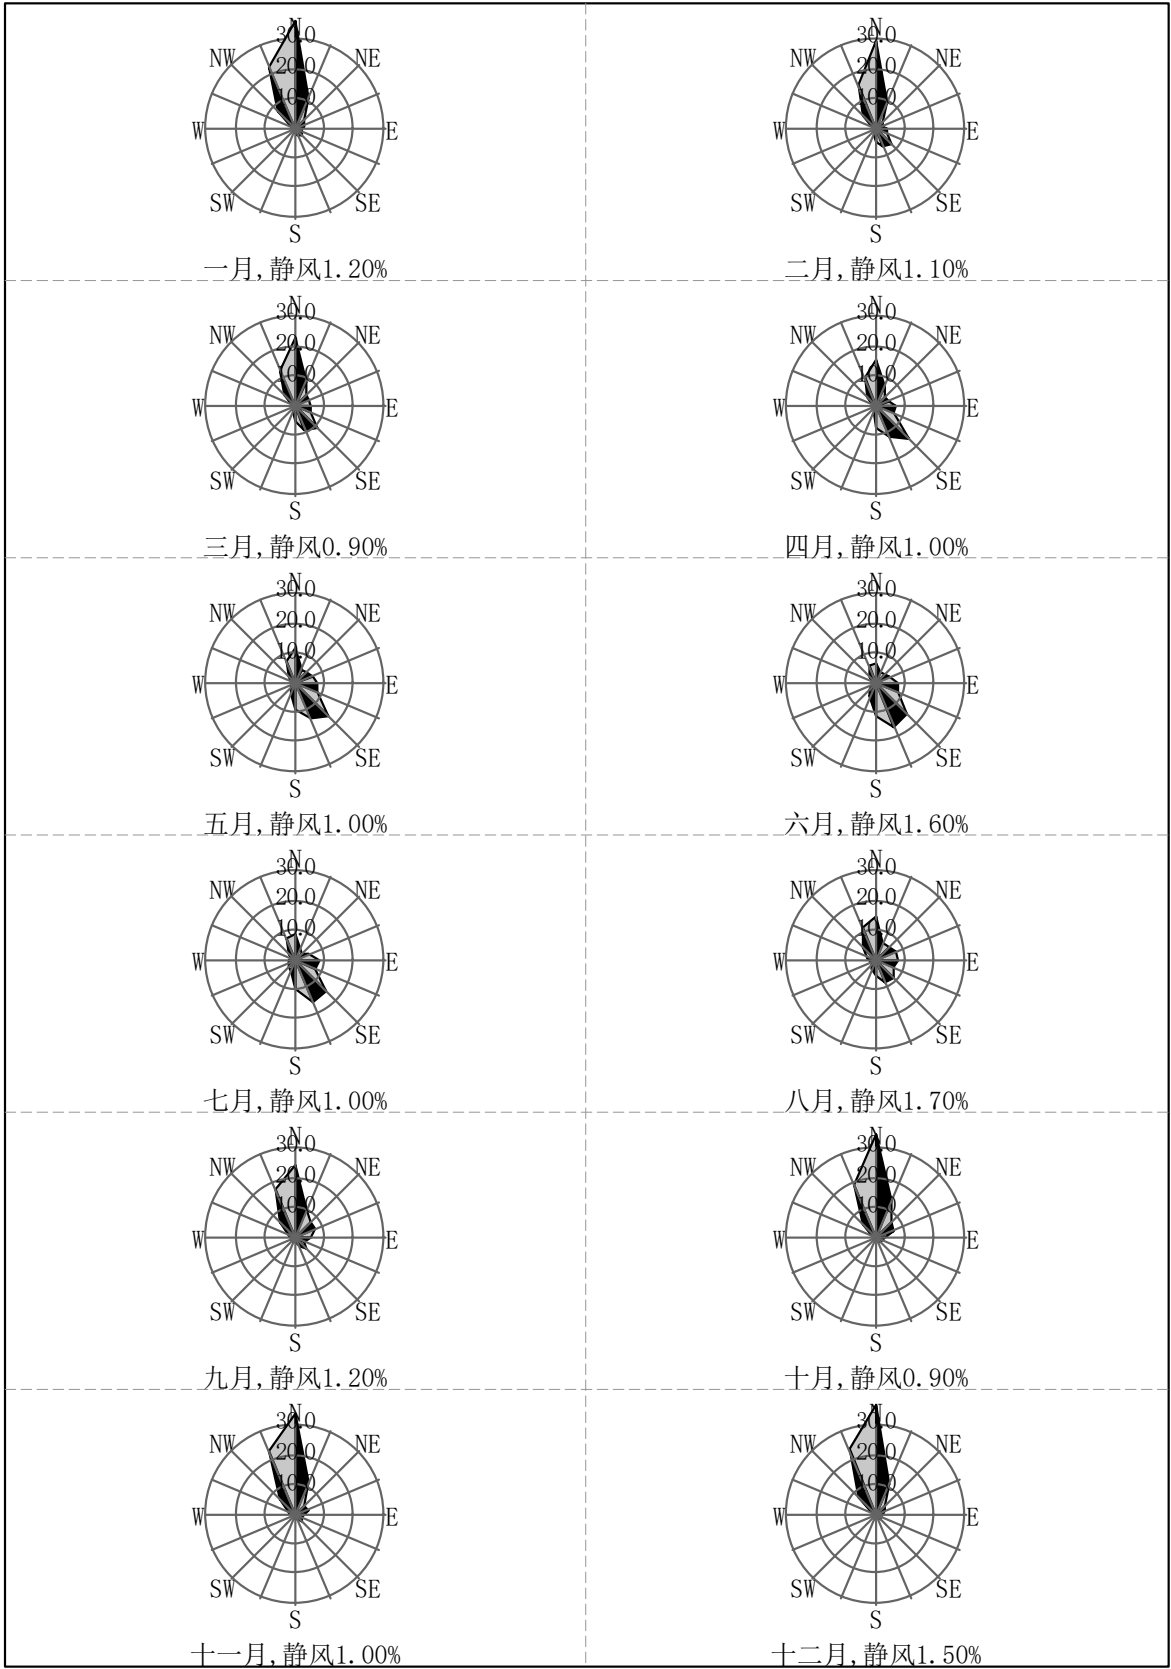 N
30.0
NW
NE
20.0
10.0
W
E
SW
SE
S
一月,静风1.20%
N
30.0
NW
NE
20.0
10.0
W
E
SW
SE
S
二月,静风1.10%
N
30.0
NW
NE
20.0
10.0
W
E
SW
SE
S
三月,静风0.90%
N
30.0
NW
NE
20.0
10.0
W
E
SW
SE
S
四月,静风1.00%
N
30.0
NW
NE
20.0
10.0
W
E
SW
SE
S
五月,静风1.00%
N
30.0
NW
NE
20.0
10.0
W
E
SW
SE
S
六月,静风1.60%
N
30.0
NW
NE
20.0
10.0
W
E
SW
SE
S
七月,静风1.00%
N
30.0
NW
NE
20.0
10.0
W
E
SW
SE
S
八月,静风1.70%
N
30.0
NW
NE
20.0
10.0
W
E
SW
SE
S
九月,静风1.20%
N
30.0
NW
NE
20.0
10.0
W
E
SW
SE
S
十月,静风0.90%
N
30.0
NW
NE
20.0
10.0
W
E
SW
SE
S
十一月,静风1.00%
N
30.0
NW
NE
20.0
10.0
W
E
SW
SE
S
十二月,静风1.50%